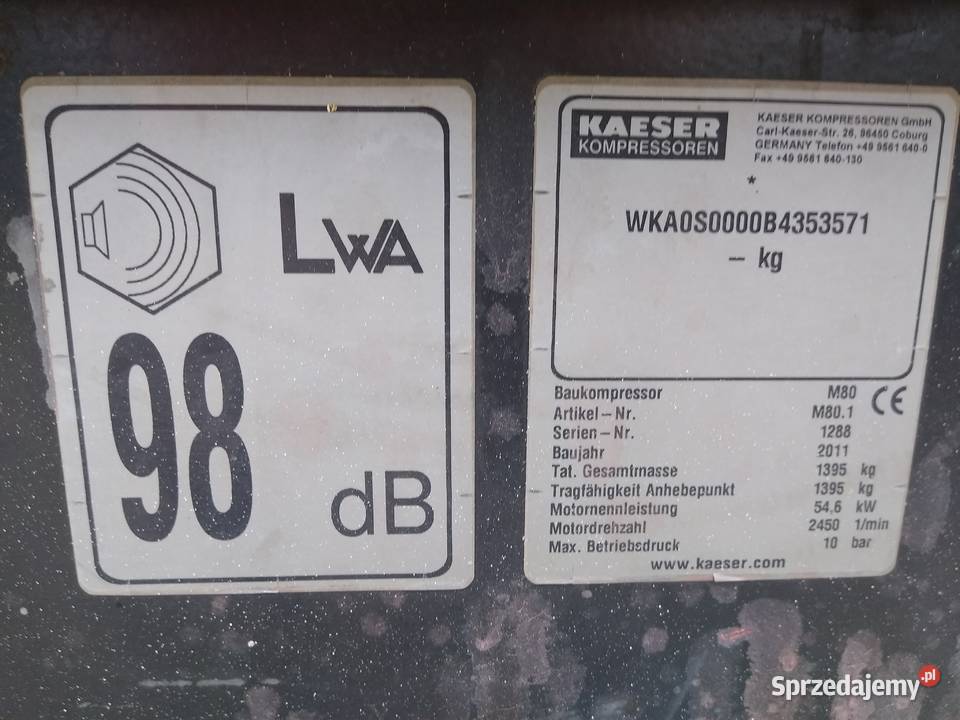 LWA
98
dB
KAESER
KOMPRESSOREN
KAESER KOMPRESSOREN GmbH
Carl-Kaeser-Str. 26, 96450 Coburg
GERMANY Telefon +49 9561 640-0
Fax +49 9561 640-130
*
WKA0S0000B4353571
– kg
Baukompressor M80
Artikel–Nr. M80.1
Serien–Nr. 1288
Baujahr 2011
Tat. Gesamtmasse 1395 kg
Tragfähigkeit Anhebepunkt 1395 kg
Motornennleistung 54,6 kW
Motordrehzahl 2450 1/min
Max. Betriebsdruck 10 bar
CE
www.kaeser.com
Sprzedajemy.pl